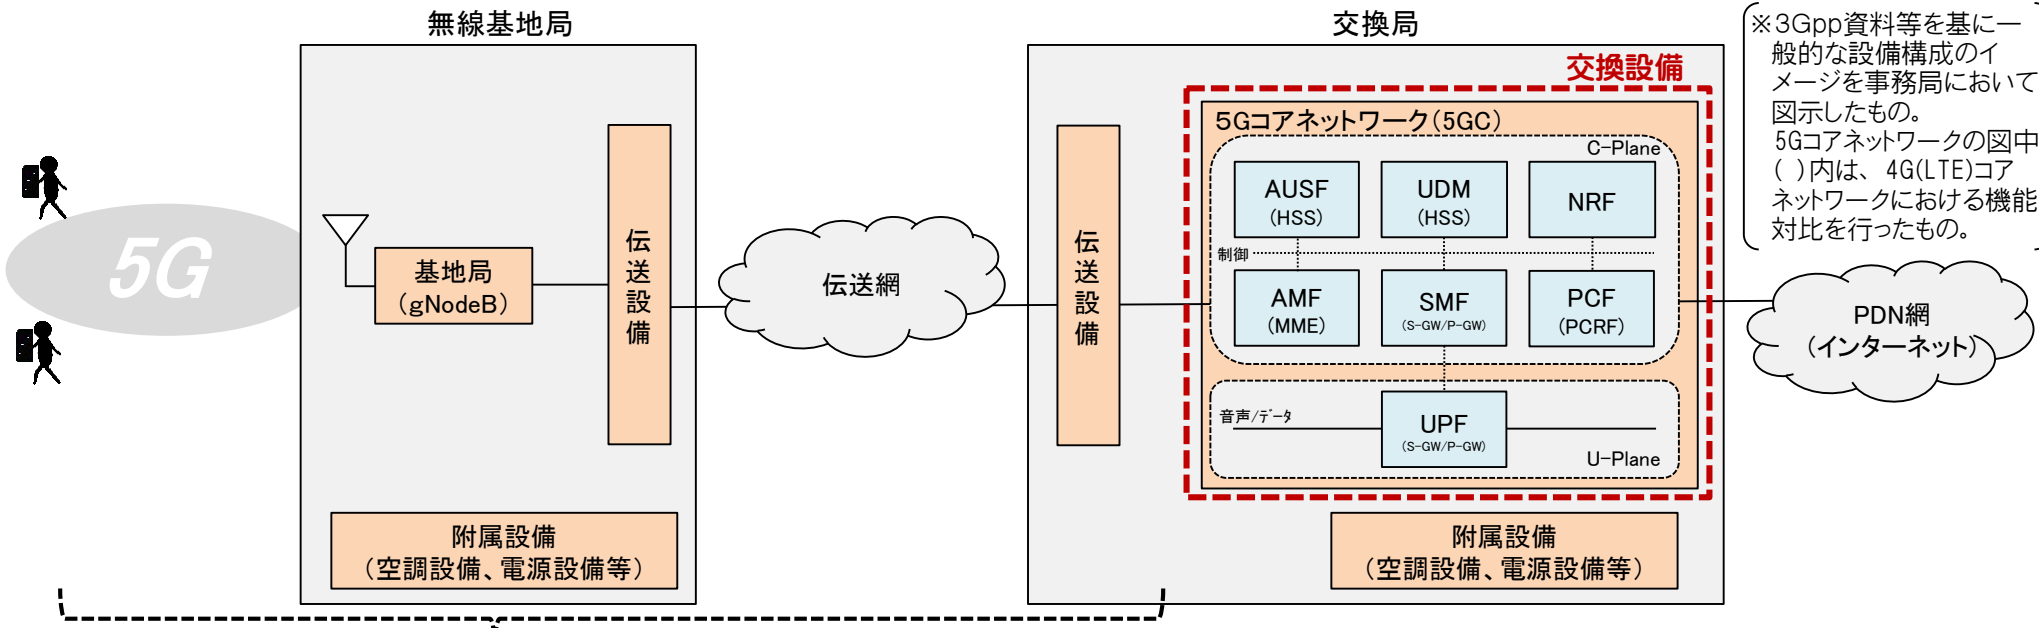 無線基地局
交換局
※3Gpp資料等を基に一
般的な設備構成のイ
メージを事務局において
図示したもの。
5Gコアネットワークの図中
( )内は、4G(LTE)コア
ネットワークにおける機能
対比を行ったもの。
交換設備
5Gコアネットワーク(5GC)
C-Plane
AUSF
(HSS)
UDM
(HSS)
NRF
制御
AMF
(MME)
SMF
(S-GW/P-GW)
PCF
(PCRF)
音声/データ
UPF
(S-GW/P-GW)
U-Plane
5G
基地局
(gNodeB)
伝送設備
伝送網
伝送設備
PDN網
(インターネット)
附属設備
(空調設備、電源設備等)
附属設備
(空調設備、電源設備等)